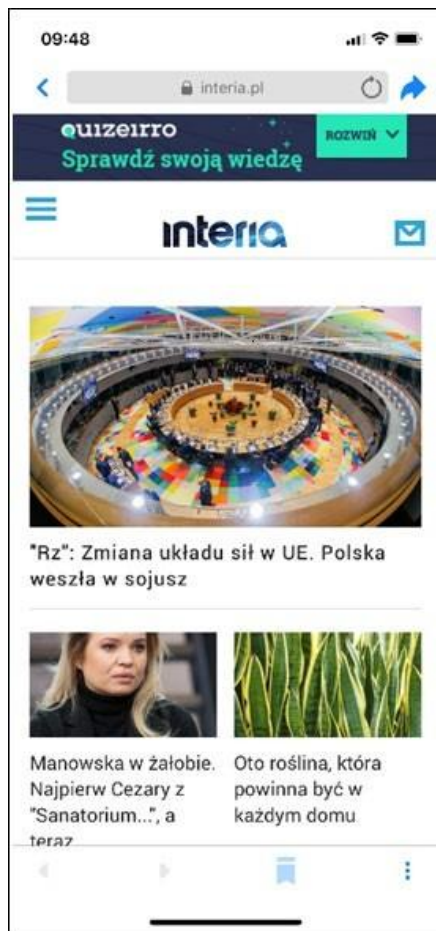 09:48
interia.pl
QUIZEIRRO
ROZWIŃ
Sprawdź swoją wiedzę
interia
"Rz": Zmiana układu sił w UE. Polska
weszła w sojusz
Manowska w żałobie.
Najpierw Cezary z
"Sanatorium...", a
teraz
Oto roślina, która
powinna być w
każdym domu